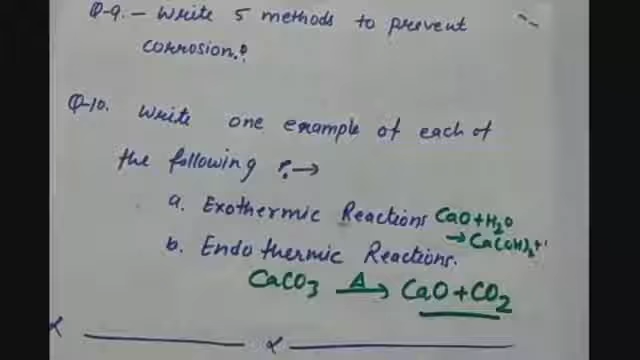 Q-9. - Write 5 methods to prevent
corrosion.?
Q-10. Write one example of each of
the following ?. →
a. Exothermic Reactions CaO + H2O
→ Ca(OH)2 +
b. Endothermic Reactions.
CaCO3 Δ→ CaO + CO2